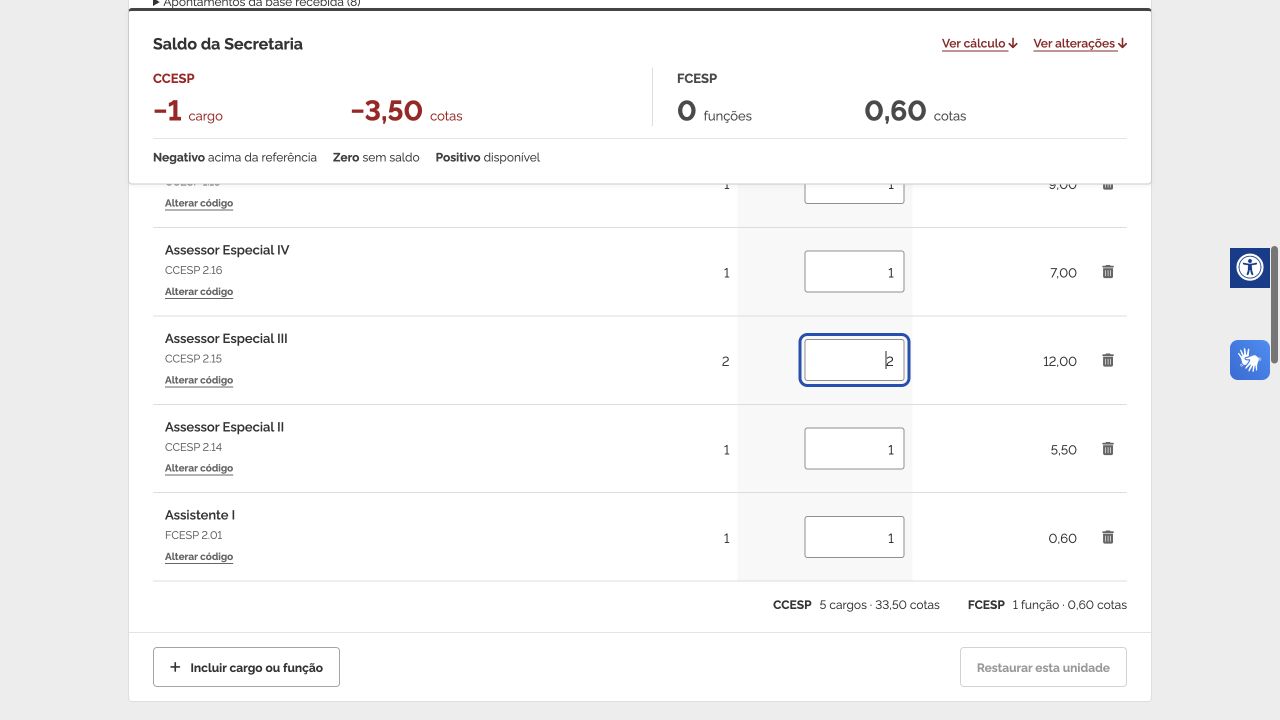 ▶ Apontamentos da base recebida (8)
Saldo da Secretaria
Ver cálculo↓ Ver alterações↓
CCESP
−1 cargo −3,50 cotas
FCESP
0 funções 0,60 cotas
Negativo acima da referência Zero sem saldo Positivo disponível
1 1 9,00
Alterar código
Assessor Especial IV
CCESP 2.16
Alterar código
1 1 7,00
Assessor Especial III
CCESP 2.15
Alterar código
2 2 12,00
Assessor Especial II
CCESP 2.14
Alterar código
1 1 5,50
Assistente I
FCESP 2.01
Alterar código
1 1 0,60
CCESP 5 cargos · 33,50 cotas FCESP 1 função · 0,60 cotas
+ Incluir cargo ou função
Restaurar esta unidade